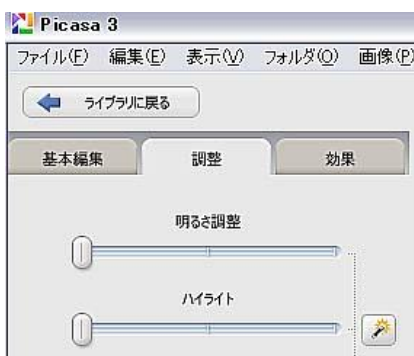 Picasa 3
ファイル(F) 編集(E) 表示(V) フォルダ(O) 画像(P
ライブラリに戻る
基本編集 調整 効果
明るさ調整
ハイライト